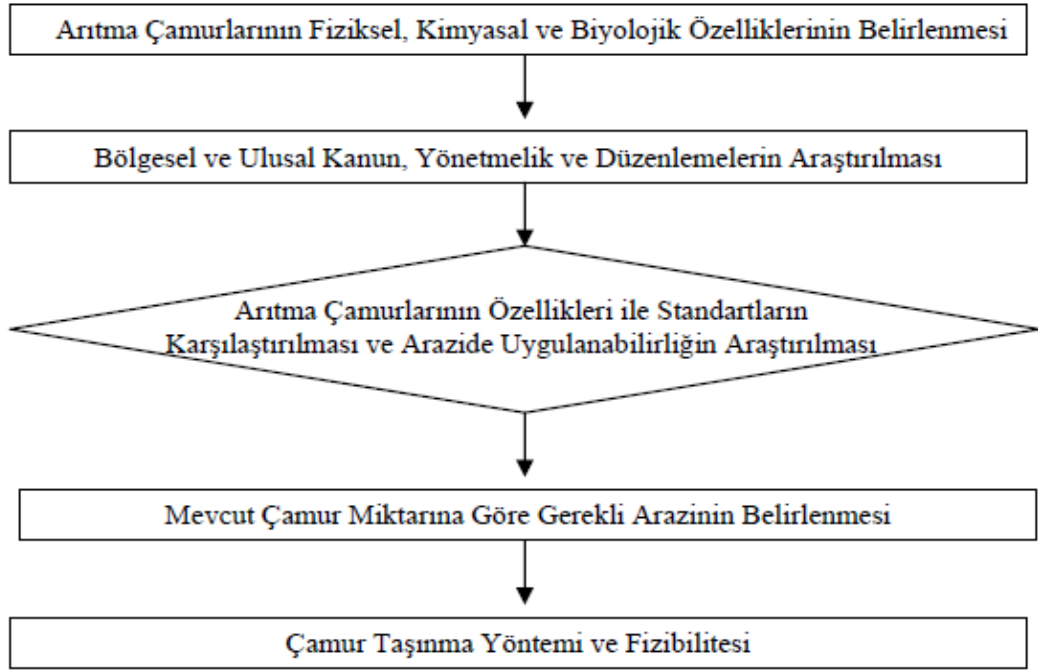 Arıtma Çamurlarının Fiziksel, Kimyasal ve Biyolojik Özelliklerinin Belirlenmesi
Bölgesel ve Ulusal Kanun, Yönetmelik ve Düzenlemelerin Araştırılması
Arıtma Çamurlarının Özellikleri ile Standartların
Karşılaştırılması ve Arazide Uygulanabilirliğin Araştırılması
Mevcut Çamur Miktarına Göre Gerekli Arazinin Belirlenmesi
Çamur Taşınma Yöntemi ve Fizibilitesi